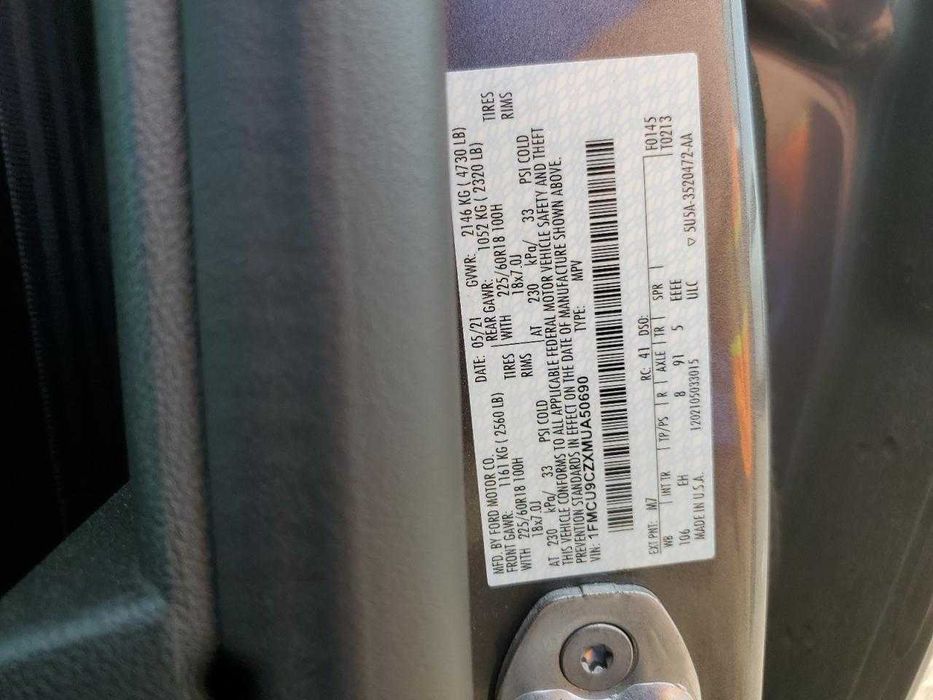 MFD. BY FORD MOTOR CO.
DATE: 05/21 GVWR: 2146 KG ( 4730 LB)
FRONT GAWR: 1161 KG ( 2560 LB) REAR GAWR: 1052 KG ( 2320 LB)
WITH 225/60R18 100H TIRES WITH 225/60R18 100H TIRES
18x7.0J RIMS 18x7.0J RIMS
AT 230 kPa/ 33 PSI COLD AT 230 kPa/ 33 PSI COLD
THIS VEHICLE CONFORMS TO ALL APPLICABLE FEDERAL MOTOR VEHICLE SAFETY AND THEFT
PREVENTION STANDARDS IN EFFECT ON THE DATE OF MANUFACTURE SHOWN ABOVE.
VIN: 1FMCU9CZXMUA50690 TYPE: MPV
EXT PNT: M7 RC: 41 DSO: F0145
WB INT TR TP/PS R AXLE TR SPR T0213
106 EH 8 91 5 EEEE
MADE IN U.S.A. 120210503301​5 ULC ▽ 5U5A-3520472-AA